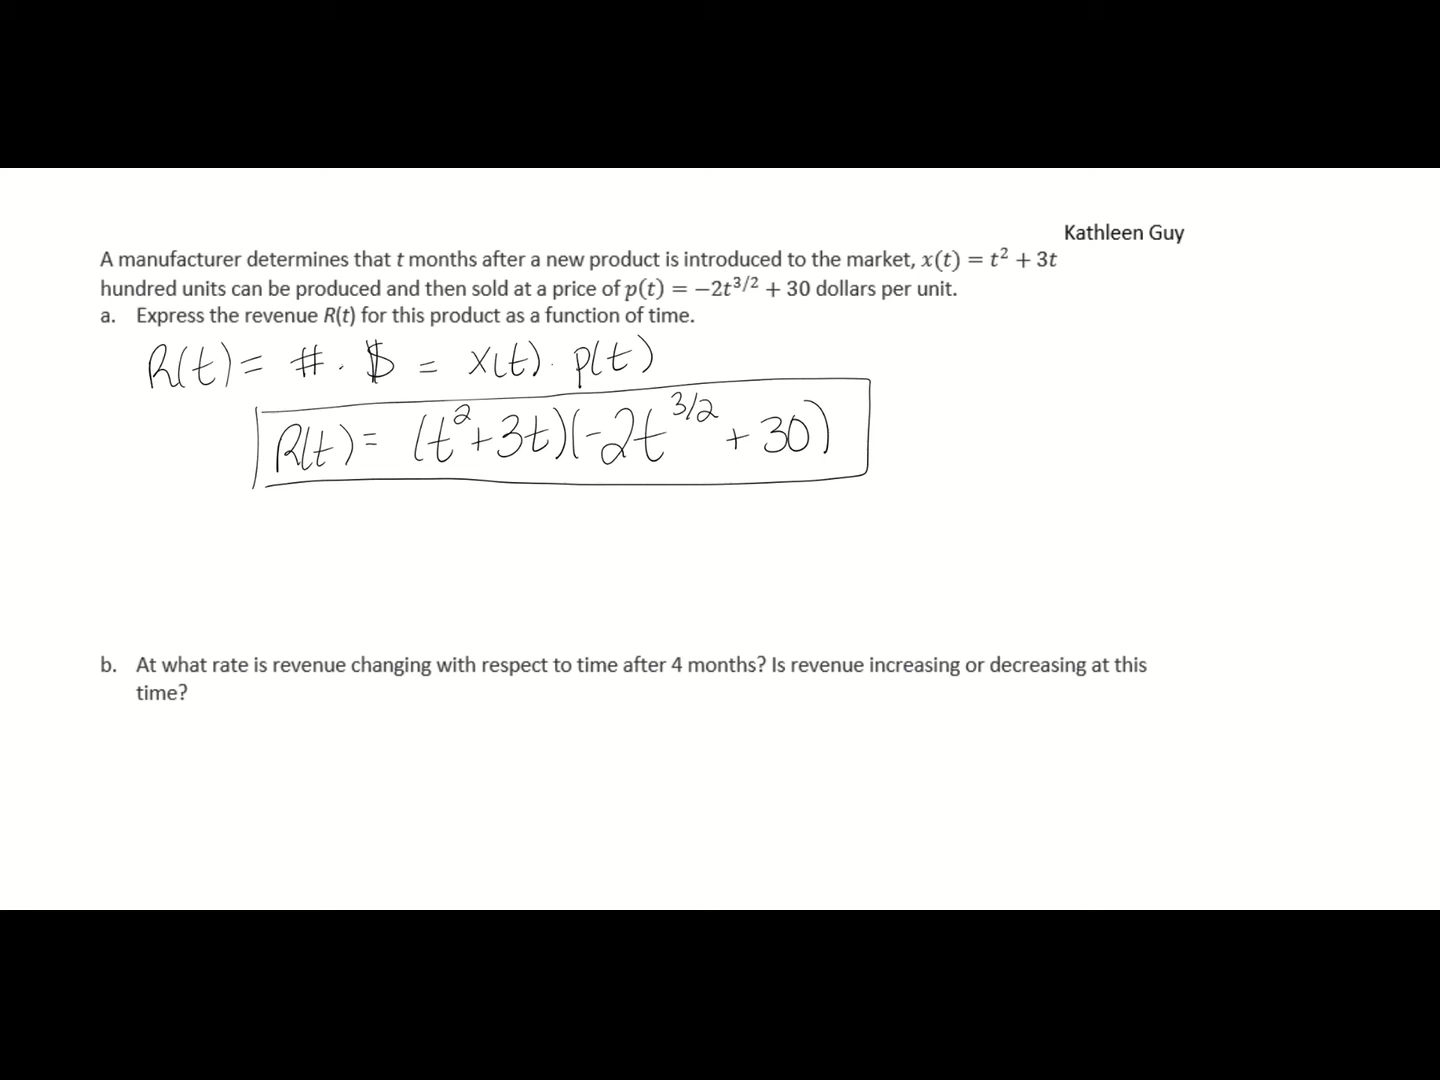 Kathleen Guy
A manufacturer determines that t months after a new product is introduced to the market, x(t) = t² + 3t
hundred units can be produced and then sold at a price of p(t) = −2t^{3/2} + 30 dollars per unit.
a. Express the revenue R(t) for this product as a function of time.
R(t) = # · $ = x(t) · p(t)
R(t) = (t² + 3t)(−2t^{3/2} + 30)
b. At what rate is revenue changing with respect to time after 4 months? Is revenue increasing or decreasing at this
time?